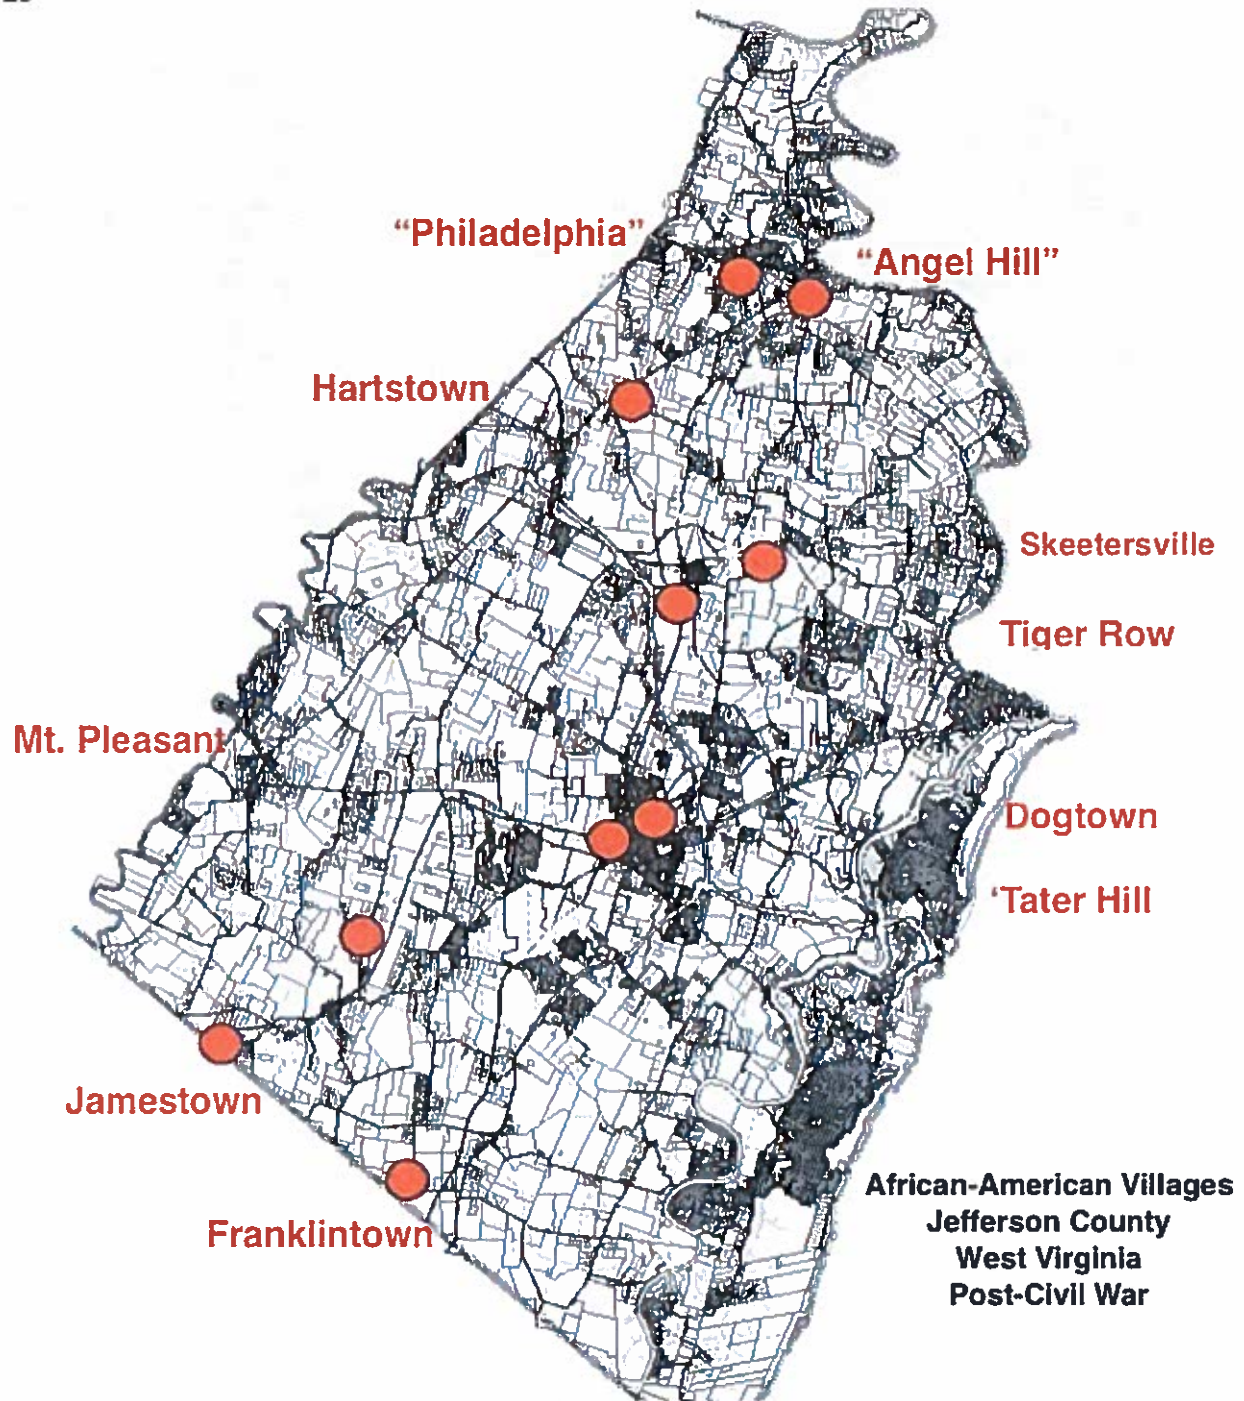 “Philadelphia”
“Angel Hill”
Hartstown
Skeetersville
Tiger Row
Mt. Pleasant
Dogtown
‘Tater Hill
Jamestown
Franklintown
African-American Villages
Jefferson County
West Virginia
Post-Civil War